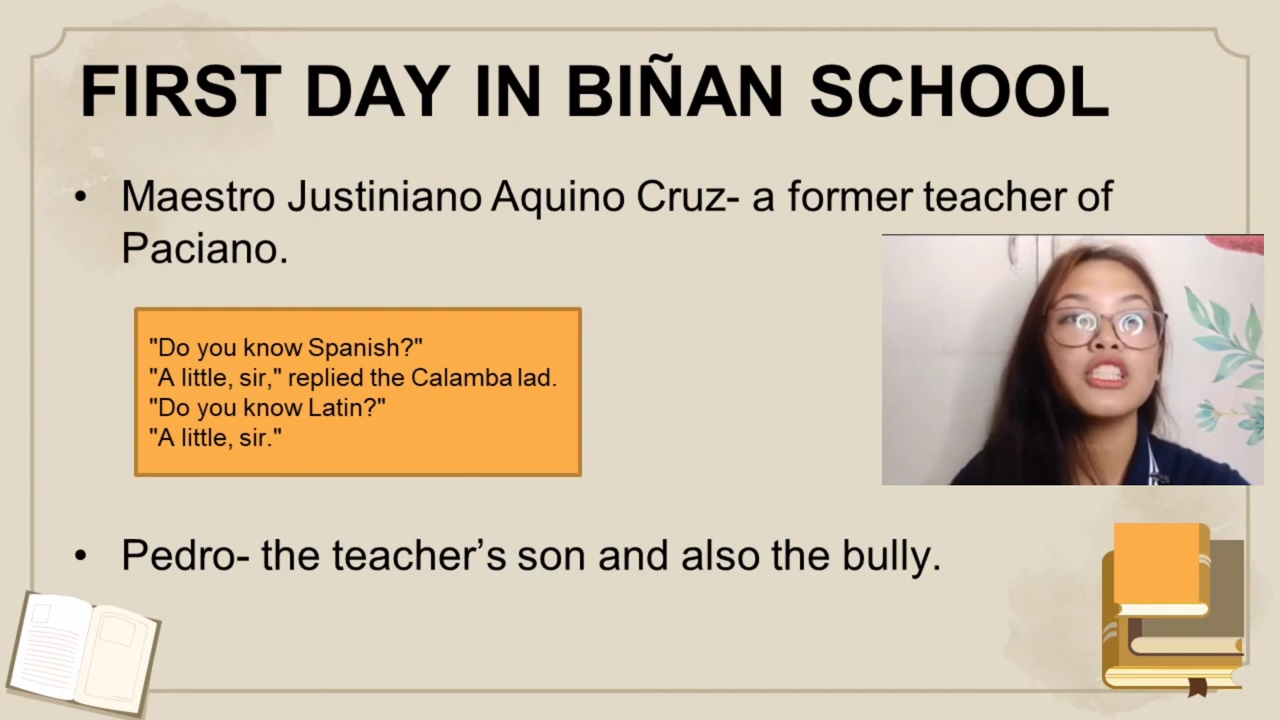 FIRST DAY IN BIÑAN SCHOOL
• Maestro Justiniano Aquino Cruz- a former teacher of
Paciano.
"Do you know Spanish?"
"A little, sir," replied the Calamba lad.
"Do you know Latin?"
"A little, sir."
• Pedro- the teacher’s son and also the bully.